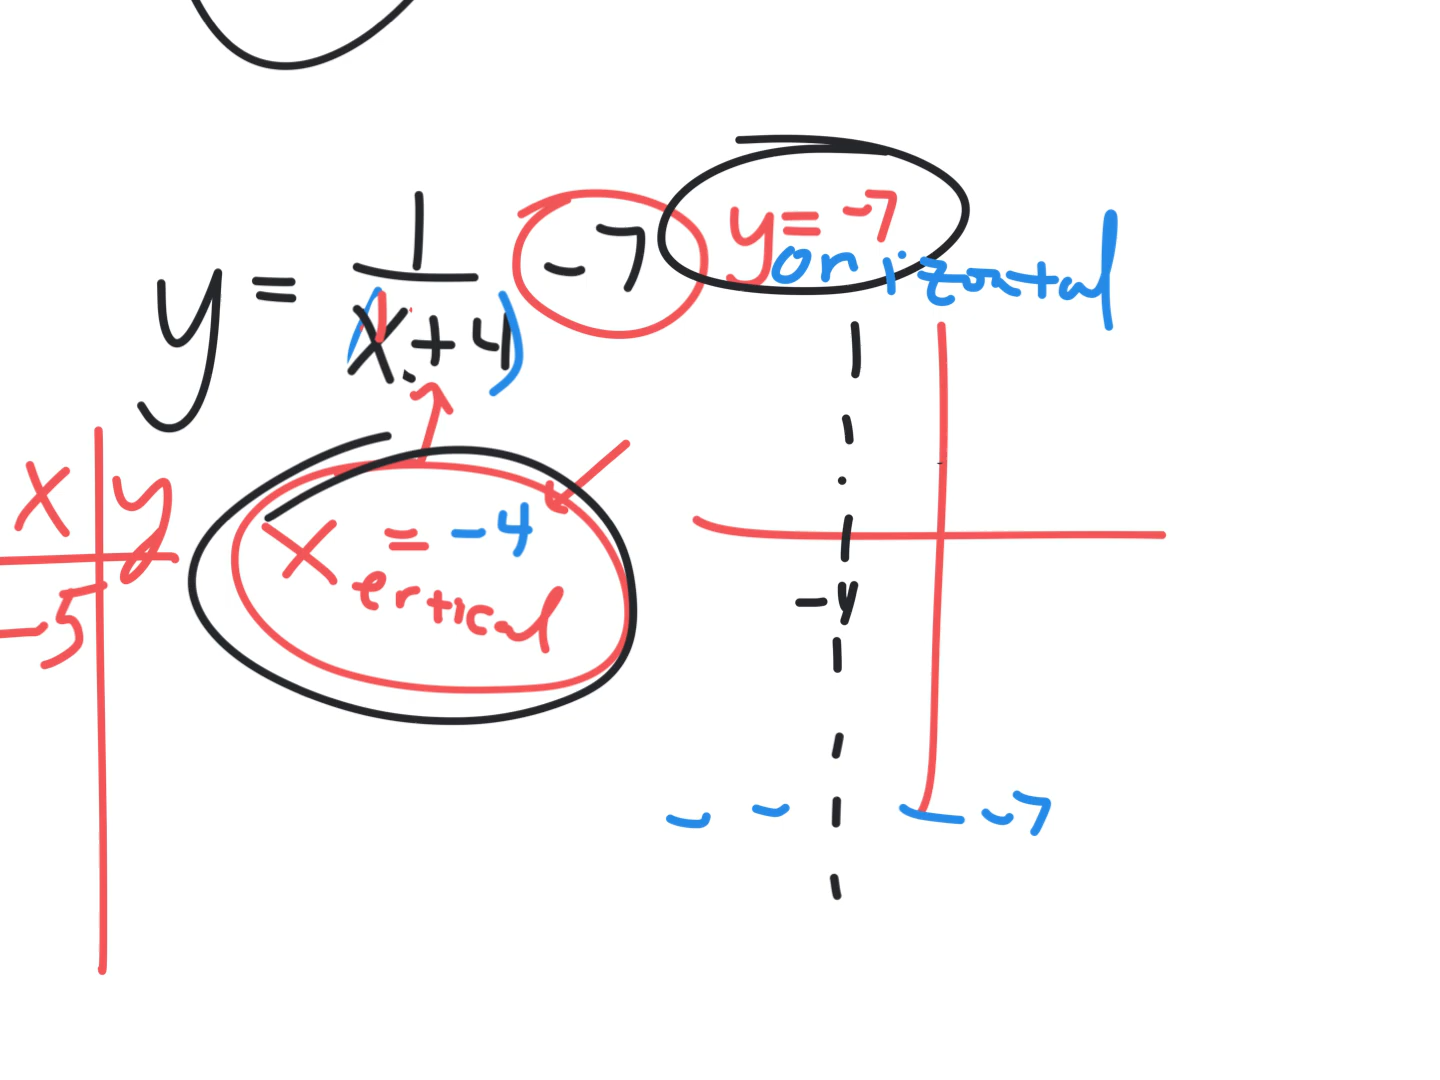 y = 1/(x + 4) - 7
y = -7
orizontal
x y
-5
x = -4
ertical
-4
-7